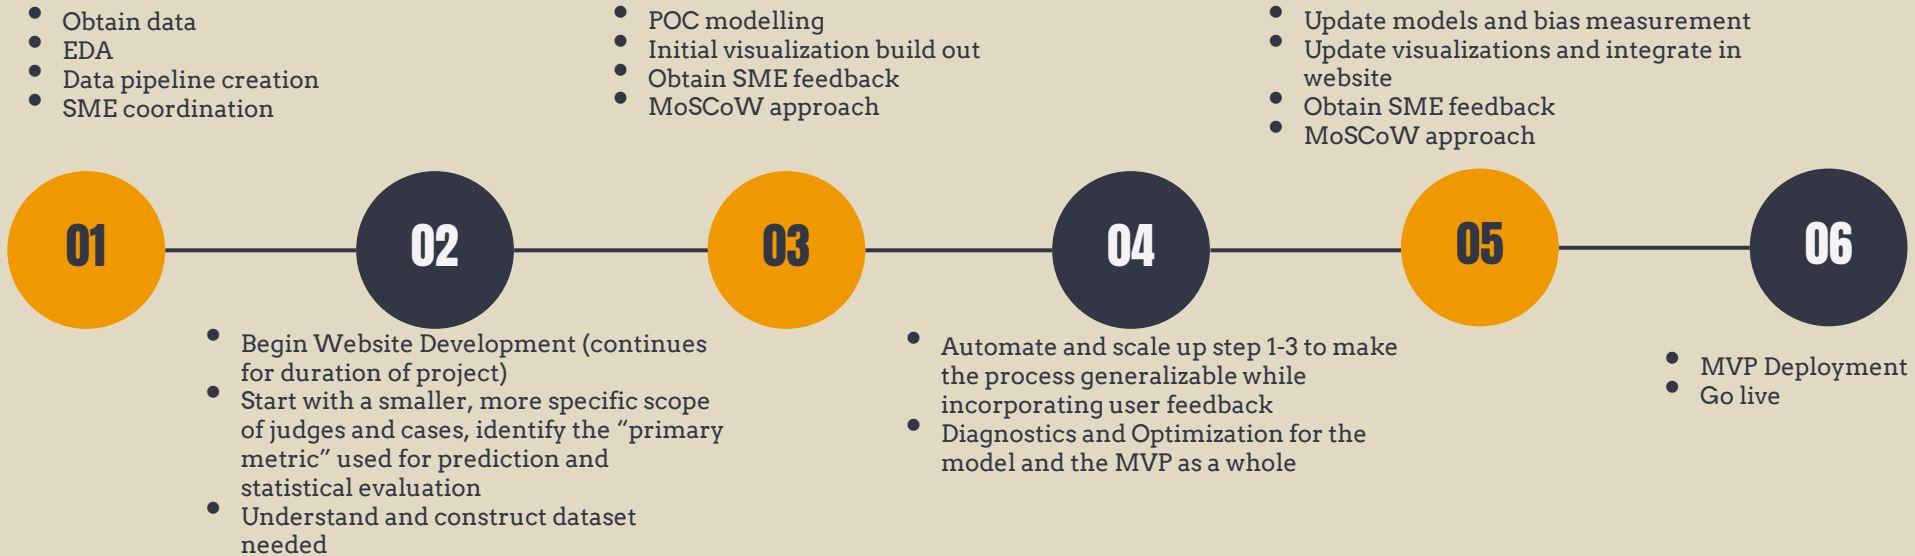 • Obtain data
• EDA
• Data pipeline creation
• SME coordination
• POC modelling
• Initial visualization build out
• Obtain SME feedback
• MoSCoW approach
• Update models and bias measurement
• Update visualizations and integrate in
website
• Obtain SME feedback
• MoSCoW approach
01
02
03
04
05
06
• Begin Website Development (continues
for duration of project)
• Start with a smaller, more specific scope
of judges and cases, identify the “primary
metric” used for prediction and
statistical evaluation
• Understand and construct dataset
needed
• Automate and scale up step 1-3 to make
the process generalizable while
incorporating user feedback
• Diagnostics and Optimization for the
model and the MVP as a whole
• MVP Deployment
• Go live